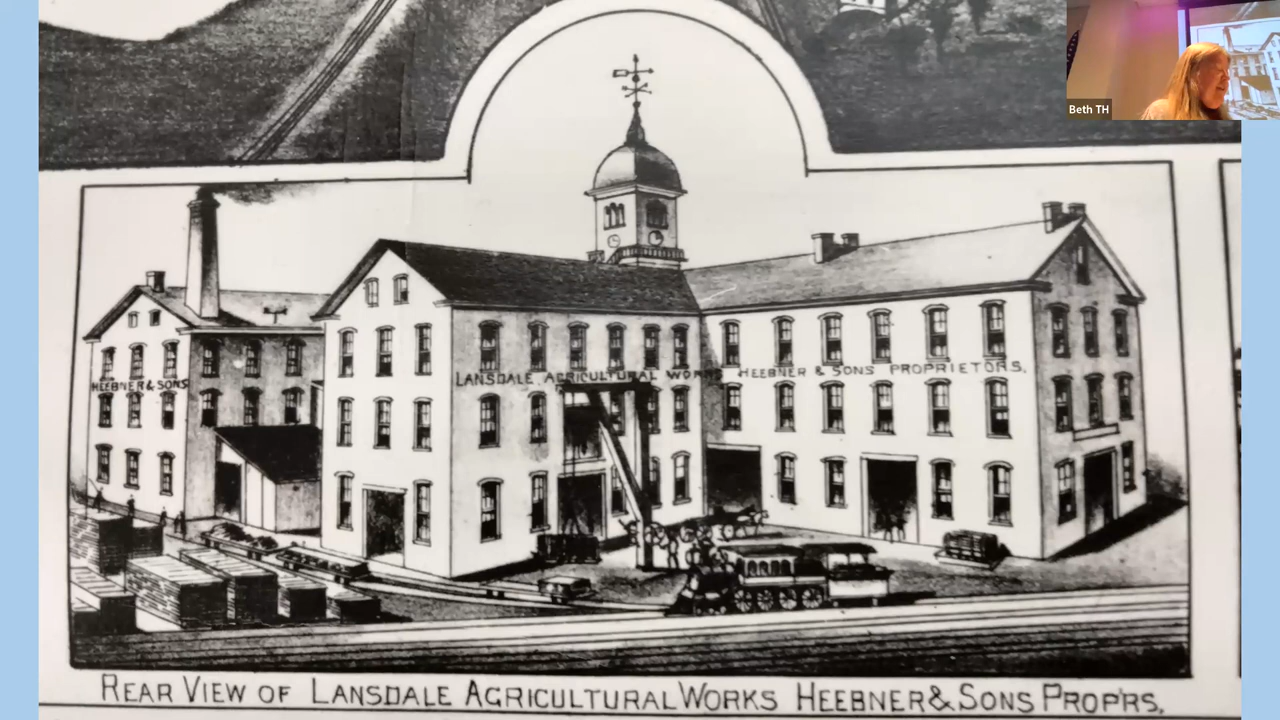 Beth TH
HEEBNER & SONS
LANSDALE AGRICULTURAL WORKS HEEBNER & SONS PROPRIETORS.
REAR VIEW OF LANSDALE AGRICULTURAL WORKS HEEBNER & SONS PROP'RS.